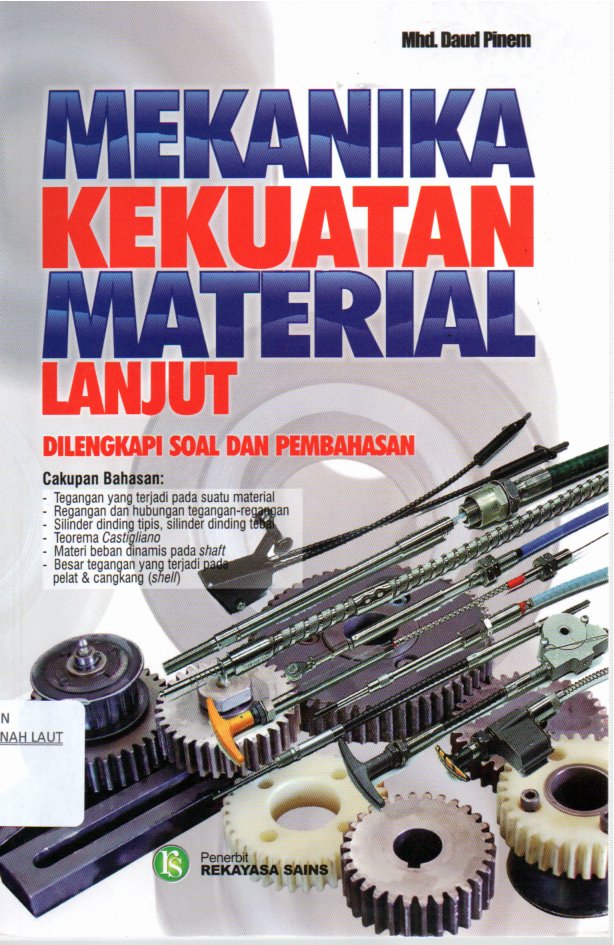 Mhd. Daud Pinem
MEKANIKA
KEKUATAN
MATERIAL
LANJUT
DILENGKAPI SOAL DAN PEMBAHASAN
Cakupan Bahasan:
- Tegangan yang terjadi pada suatu material
- Regangan dan hubungan tegangan-regangan
- Silinder dinding tipis, silinder dinding tebal
- Teorema Castigliano
- Materi beban dinamis pada shaft
- Besar tegangan yang terjadi pada
pelat & cangkang (shell)
N
NAH LAUT
rs
Penerbit
REKAYASA SAINS